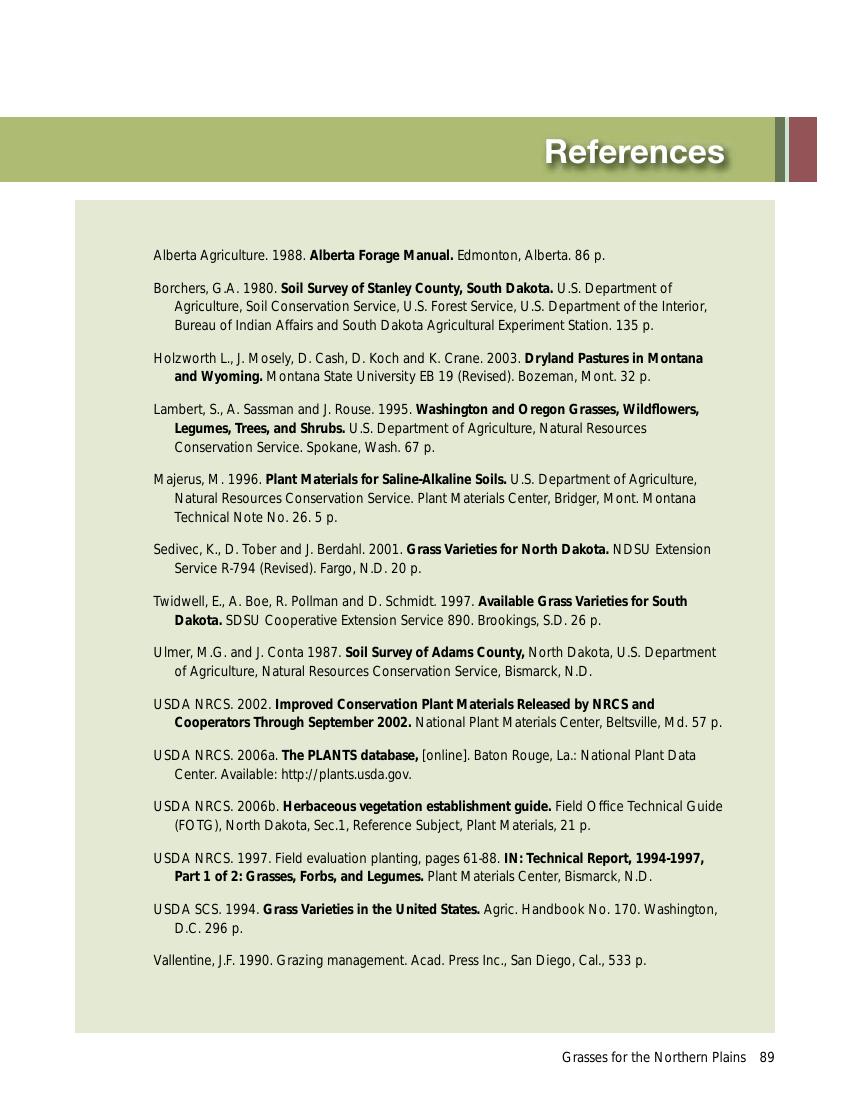 References
Alberta Agriculture. 1988. Alberta Forage Manual. Edmonton, Alberta. 86 p.
Borchers, G.A. 1980. Soil Survey of Stanley County, South Dakota. U.S. Department of
Agriculture, Soil Conservation Service, U.S. Forest Service, U.S. Department of the Interior,
Bureau of Indian Affairs and South Dakota Agricultural Experiment Station. 135 p.
Holzworth L., J. Mosely, D. Cash, D. Koch and K. Crane. 2003. Dryland Pastures in Montana
and Wyoming. Montana State University EB 19 (Revised). Bozeman, Mont. 32 p.
Lambert, S., A. Sassman and J. Rouse. 1995. Washington and Oregon Grasses, Wildflowers,
Legumes, Trees, and Shrubs. U.S. Department of Agriculture, Natural Resources
Conservation Service. Spokane, Wash. 67 p.
Majerus, M. 1996. Plant Materials for Saline-Alkaline Soils. U.S. Department of Agriculture,
Natural Resources Conservation Service. Plant Materials Center, Bridger, Mont. Montana
Technical Note No. 26. 5 p.
Sedivec, K., D. Tober and J. Berdahl. 2001. Grass Varieties for North Dakota. NDSU Extension
Service R-794 (Revised). Fargo, N.D. 20 p.
Twidwell, E., A. Boe, R. Pollman and D. Schmidt. 1997. Available Grass Varieties for South
Dakota. SDSU Cooperative Extension Service 890. Brookings, S.D. 26 p.
Ulmer, M.G. and J. Conta 1987. Soil Survey of Adams County, North Dakota, U.S. Department
of Agriculture, Natural Resources Conservation Service, Bismarck, N.D.
USDA NRCS. 2002. Improved Conservation Plant Materials Released by NRCS and
Cooperators Through September 2002. National Plant Materials Center, Beltsville, Md. 57 p.
USDA NRCS. 2006a. The PLANTS database, [online]. Baton Rouge, La.: National Plant Data
Center. Available: http://plants.usda.gov.
USDA NRCS. 2006b. Herbaceous vegetation establishment guide. Field Office Technical Guide
(FOTG), North Dakota, Sec.1, Reference Subject, Plant Materials, 21 p.
USDA NRCS. 1997. Field evaluation planting, pages 61-88. IN: Technical Report, 1994-1997,
Part 1 of 2: Grasses, Forbs, and Legumes. Plant Materials Center, Bismarck, N.D.
USDA SCS. 1994. Grass Varieties in the United States. Agric. Handbook No. 170. Washington,
D.C. 296 p.
Vallentine, J.F. 1990. Grazing management. Acad. Press Inc., San Diego, Cal., 533 p.
Grasses for the Northern Plains 89